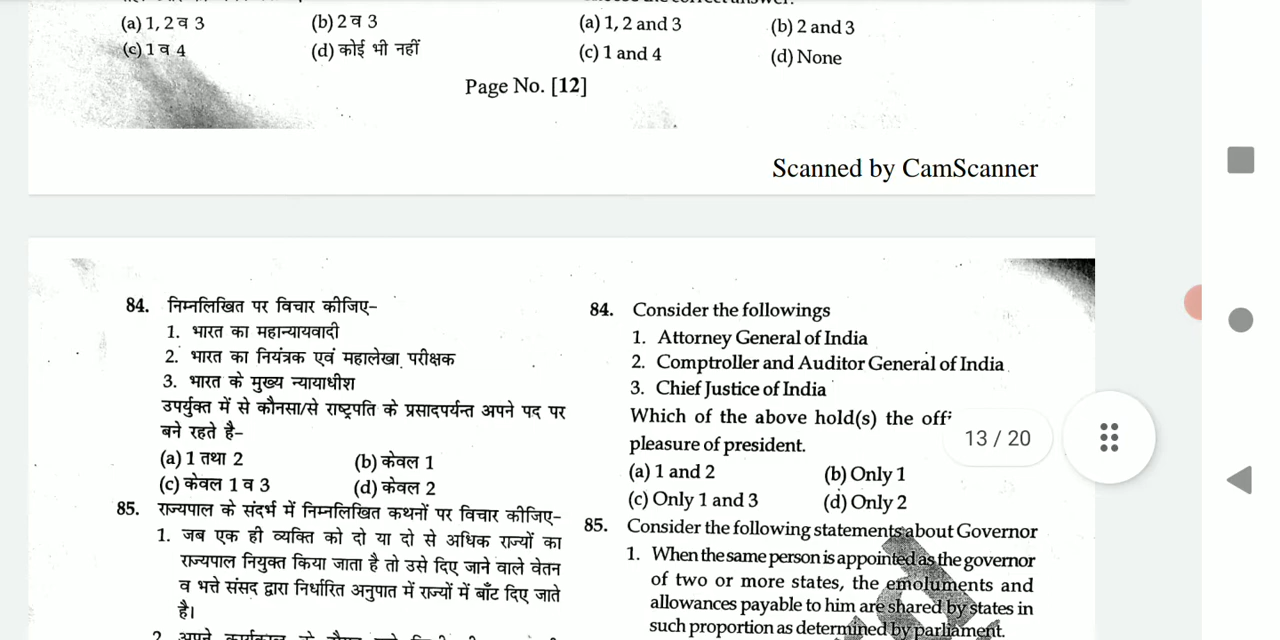 (a) 1, 2 व 3 (b) 2 व 3
(c) 1 व 4 (d) कोई भी नहीं
(a) 1, 2 and 3 (b) 2 and 3
(c) 1 and 4 (d) None
Page No. [12]
Scanned by CamScanner
84. निम्नलिखित पर विचार कीजिए-
1. भारत का महान्यायवादी
2. भारत का नियंत्रक एवं महालेखा परीक्षक
3. भारत के मुख्य न्यायाधीश
उपर्युक्त में से कौनसा/से राष्ट्रपति के प्रसादपर्यन्त अपने पद पर
बने रहते है-
(a) 1 तथा 2 (b) केवल 1
(c) केवल 1 व 3 (d) केवल 2
85. राज्यपाल के संदर्भ में निम्नलिखित कथनों पर विचार कीजिए-
1. जब एक ही व्यक्ति को दो या दो से अधिक राज्यों का
राज्यपाल नियुक्त किया जाता है तो उसे दिए जाने वाले वेतन
व भत्ते संसद द्वारा निर्धारित अनुपात में राज्यों में बाँट दिए जाते
है।
84. Consider the followings
1. Attorney General of India
2. Comptroller and Auditor General of India
3. Chief Justice of India
Which of the above hold(s) the
pleasure of president.
(a) 1 and 2 (b) Only 1
(c) Only 1 and 3 (d) Only 2
85. Consider the following statements about Governor
1. When the same person is appointed as the governor
of two or more states, the emoluments and
allowances payable to him are shared by states in
such proportion as determined by parliament.
13 / 20